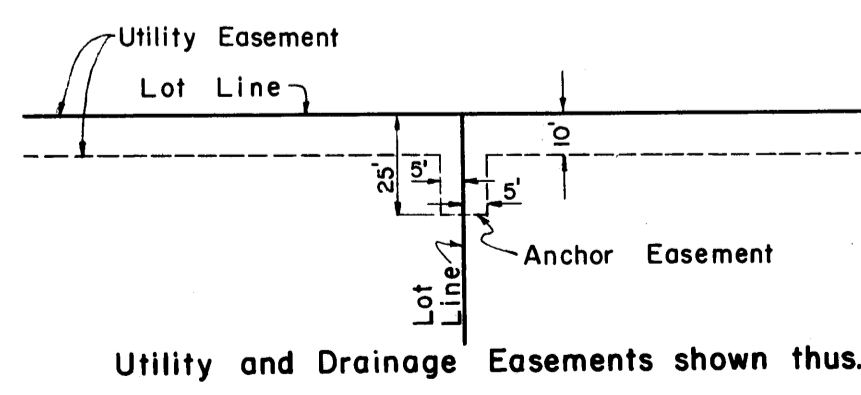 Utility Easement
Lot Line
10'
25'
5'
5'
Anchor Easement
Lot
Line
Utility and Drainage Easements shown thus.